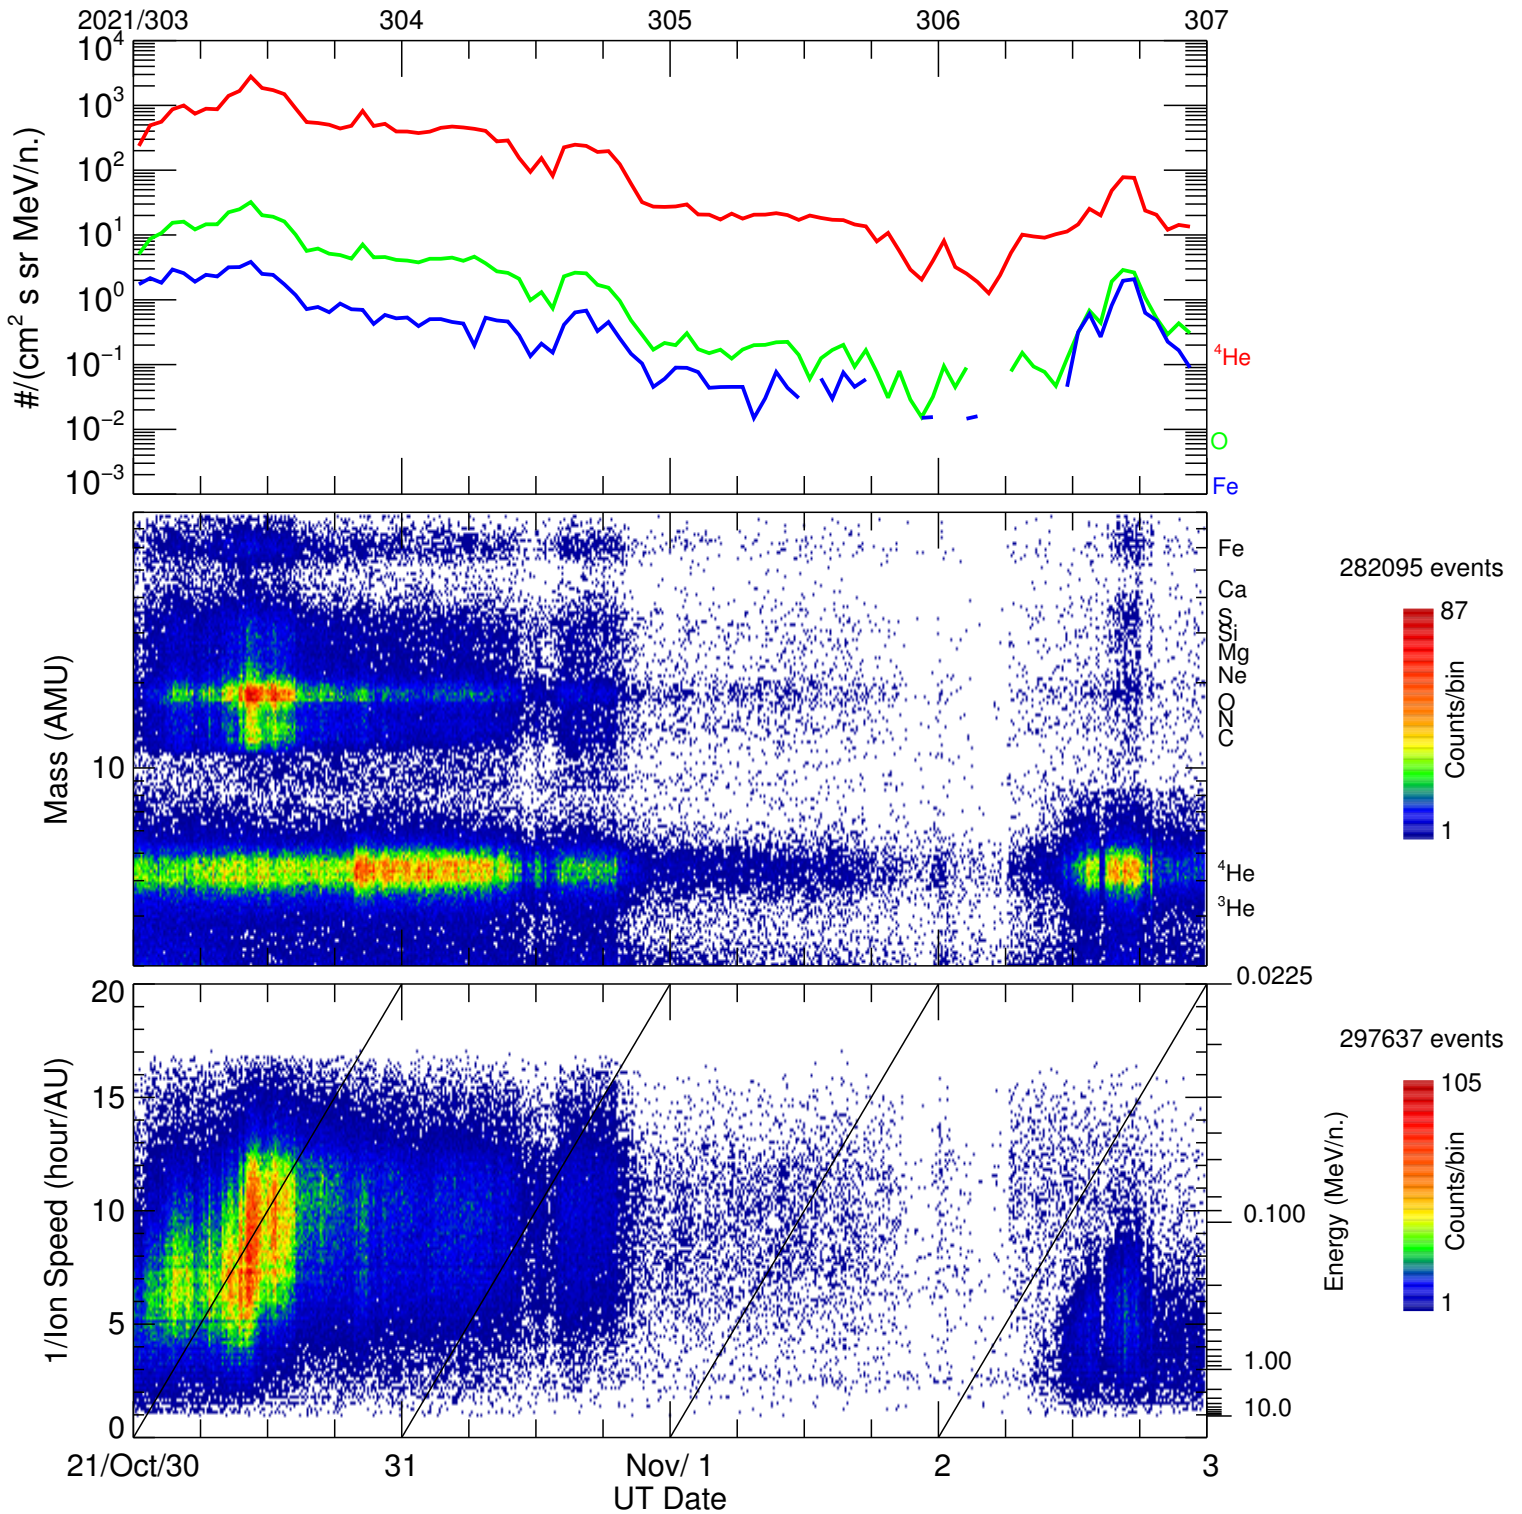 2021/303 304 305 306 307
10⁴
10³
10²
10¹
10⁰
10⁻¹
10⁻²
10⁻³
#/(cm² s sr MeV/n.)
⁴He
O
Fe
Mass (AMU)
10
Fe
Ca
S
Si
Mg
Ne
O
N
C
⁴He
³He
282095 events
87
Counts/bin
1
1/Ion Speed (hour/AU)
20
15
10
5
0
0.0225
0.100
1.00
10.0
Energy (MeV/n.)
297637 events
105
Counts/bin
1
21/Oct/30 31 Nov/ 1 2 3
UT Date